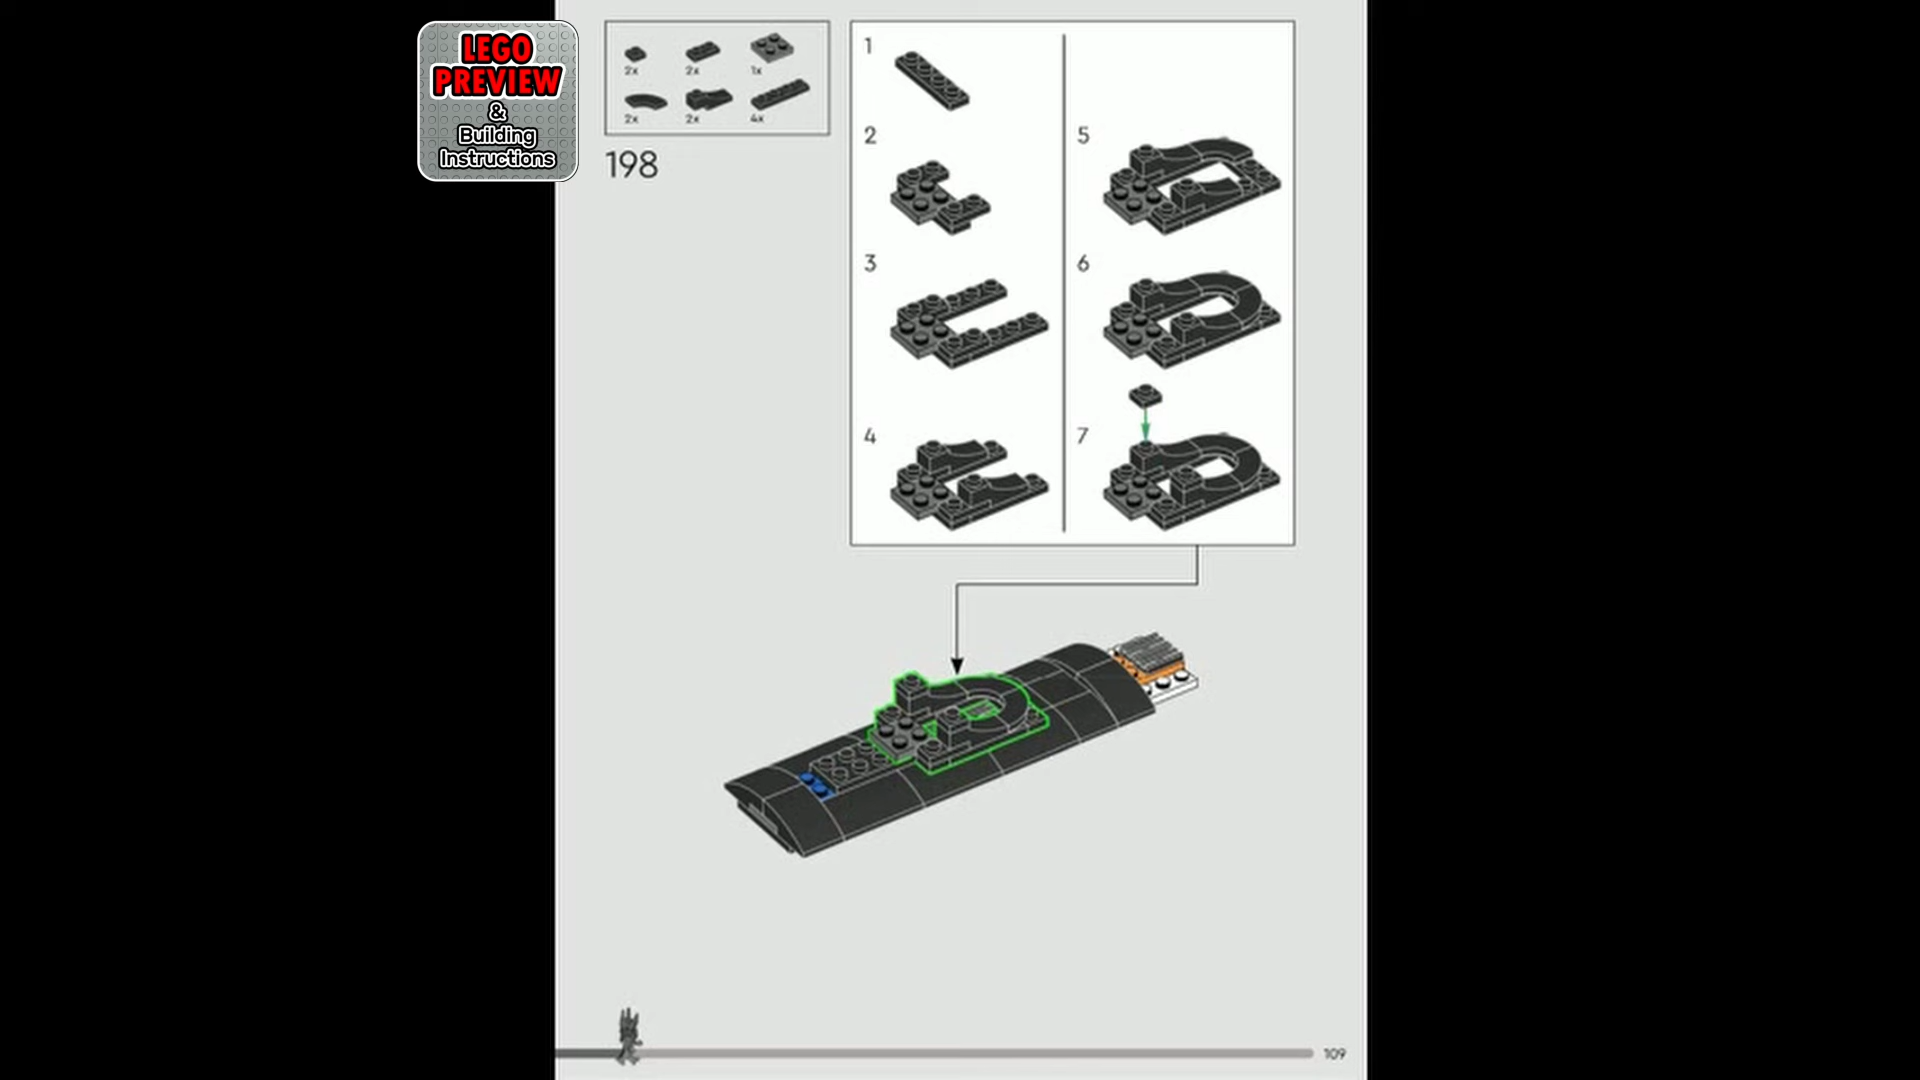 LEGO
PREVIEW
&
Building
Instructions
2x 2x 1x
2x 2x 4x
198
1
2
3
4
5
6
7
109